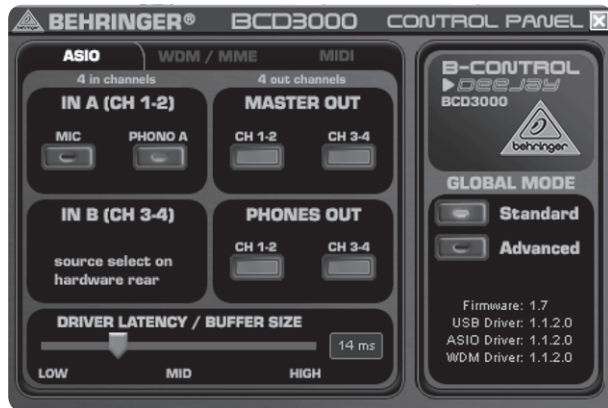 BEHRINGER® BCD3000 CONTROL PANEL
ASIO WDM / MME MIDI
4 in channels 4 out channels
IN A (CH 1-2)
MIC PHONO A
MASTER OUT
CH 1-2 CH 3-4
IN B (CH 3-4)
source select on
hardware rear
PHONES OUT
CH 1-2 CH 3-4
DRIVER LATENCY / BUFFER SIZE
14 ms
LOW MID HIGH
B-CONTROL
DEEJAY
BCD3000
behringer
GLOBAL MODE
Standard
Advanced
Firmware: 1.7
USB Driver: 1.1.2.0
ASIO Driver: 1.1.2.0
WDM Driver: 1.1.2.0